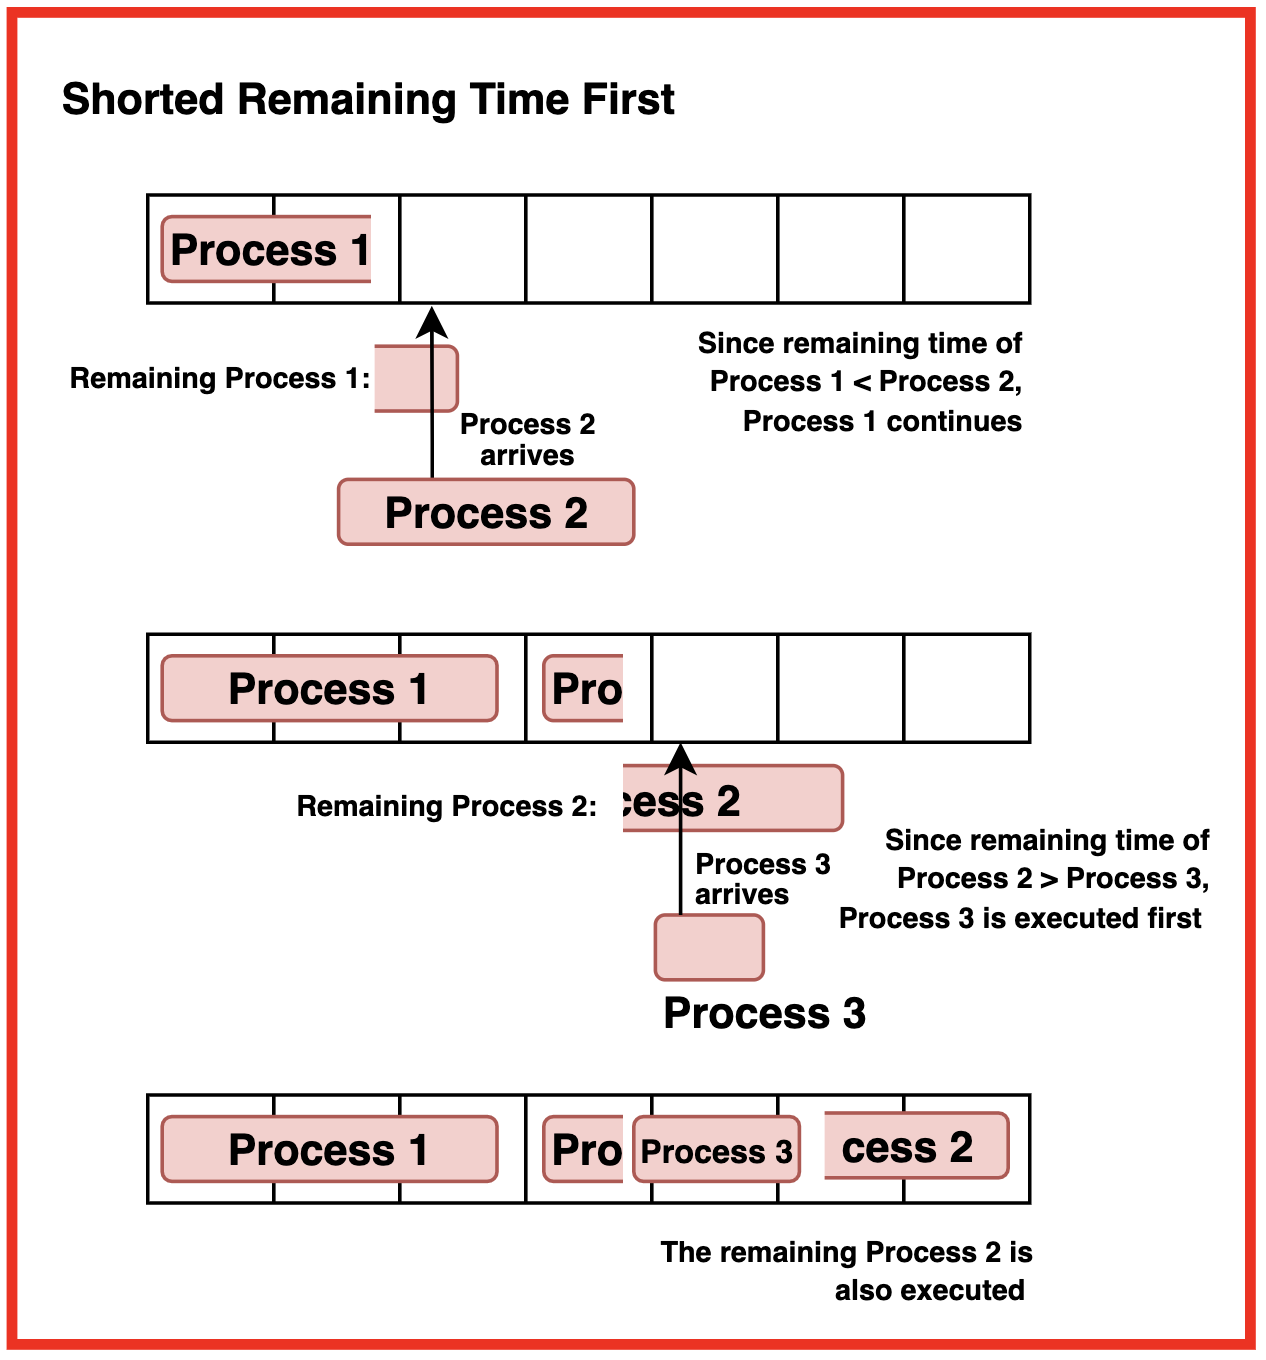 Shorted Remaining Time First
Process 1
Since remaining time of
Process 1 < Process 2,
Process 1 continues
Remaining Process 1:
Process 2
arrives
Process 2
Process 1
Pro
Remaining Process 2:
cess 2
Since remaining time of
Process 2 > Process 3,
Process 3 is executed first
Process 3
arrives
Process 3
Process 1
Pro
Process 3
cess 2
The remaining Process 2 is
also executed